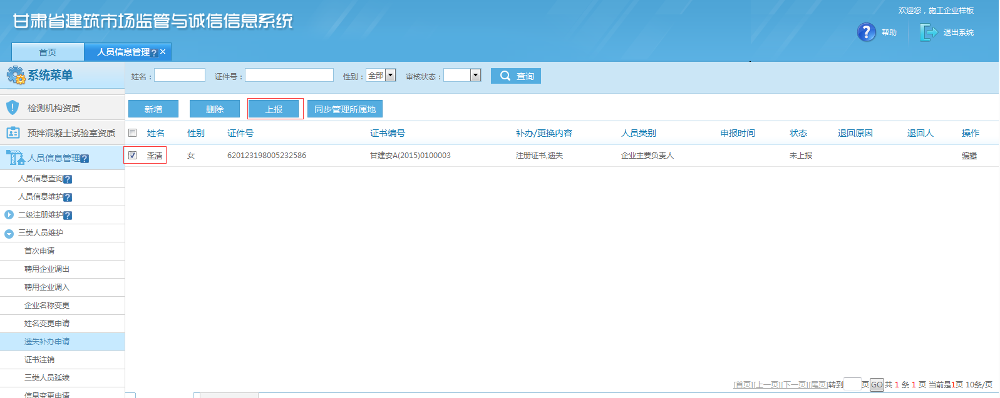 甘肃省建筑市场监管与诚信信息系统
欢迎您，施工企业样板
帮助
退出系统
首页
人员信息管理
系统菜单
姓名： 证件号： 性别：全部 审核状态： 查询
检测机构资质
预拌混凝土试验室资质
人员信息管理
人员信息查询
人员信息维护
二级注册维护
三类人员维护
首次申请
聘用企业调出
聘用企业调入
企业名称变更
姓名变更申请
遗失补办申请
证书注销
三类人员延续
信息变更申请
新增 删除 上报 同步管理所属地
姓名 性别 证件号 证书编号 补办/更换内容 人员类别 申报时间 状态 退回原因 退回人 操作
李清 女 620123198005232586 甘建安A(2015)0100003 注册证书,遗失 企业主要负责人 未上报 编辑
[首页][上一页][下一页][尾页]转到 页 GO 共 1 条 1 页 当前是1页 10条/页